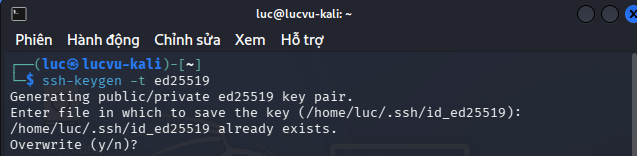 luc@lucvu-kali: ~
Phiên Hành động Chỉnh sửa Xem Hỗ trợ
┌──(luc㉿lucvu-kali)-[~]
└─$ ssh-keygen -t ed25519
Generating public/private ed25519 key pair.
Enter file in which to save the key (/home/luc/.ssh/id_ed25519):
/home/luc/.ssh/id_ed25519 already exists.
Overwrite (y/n)?